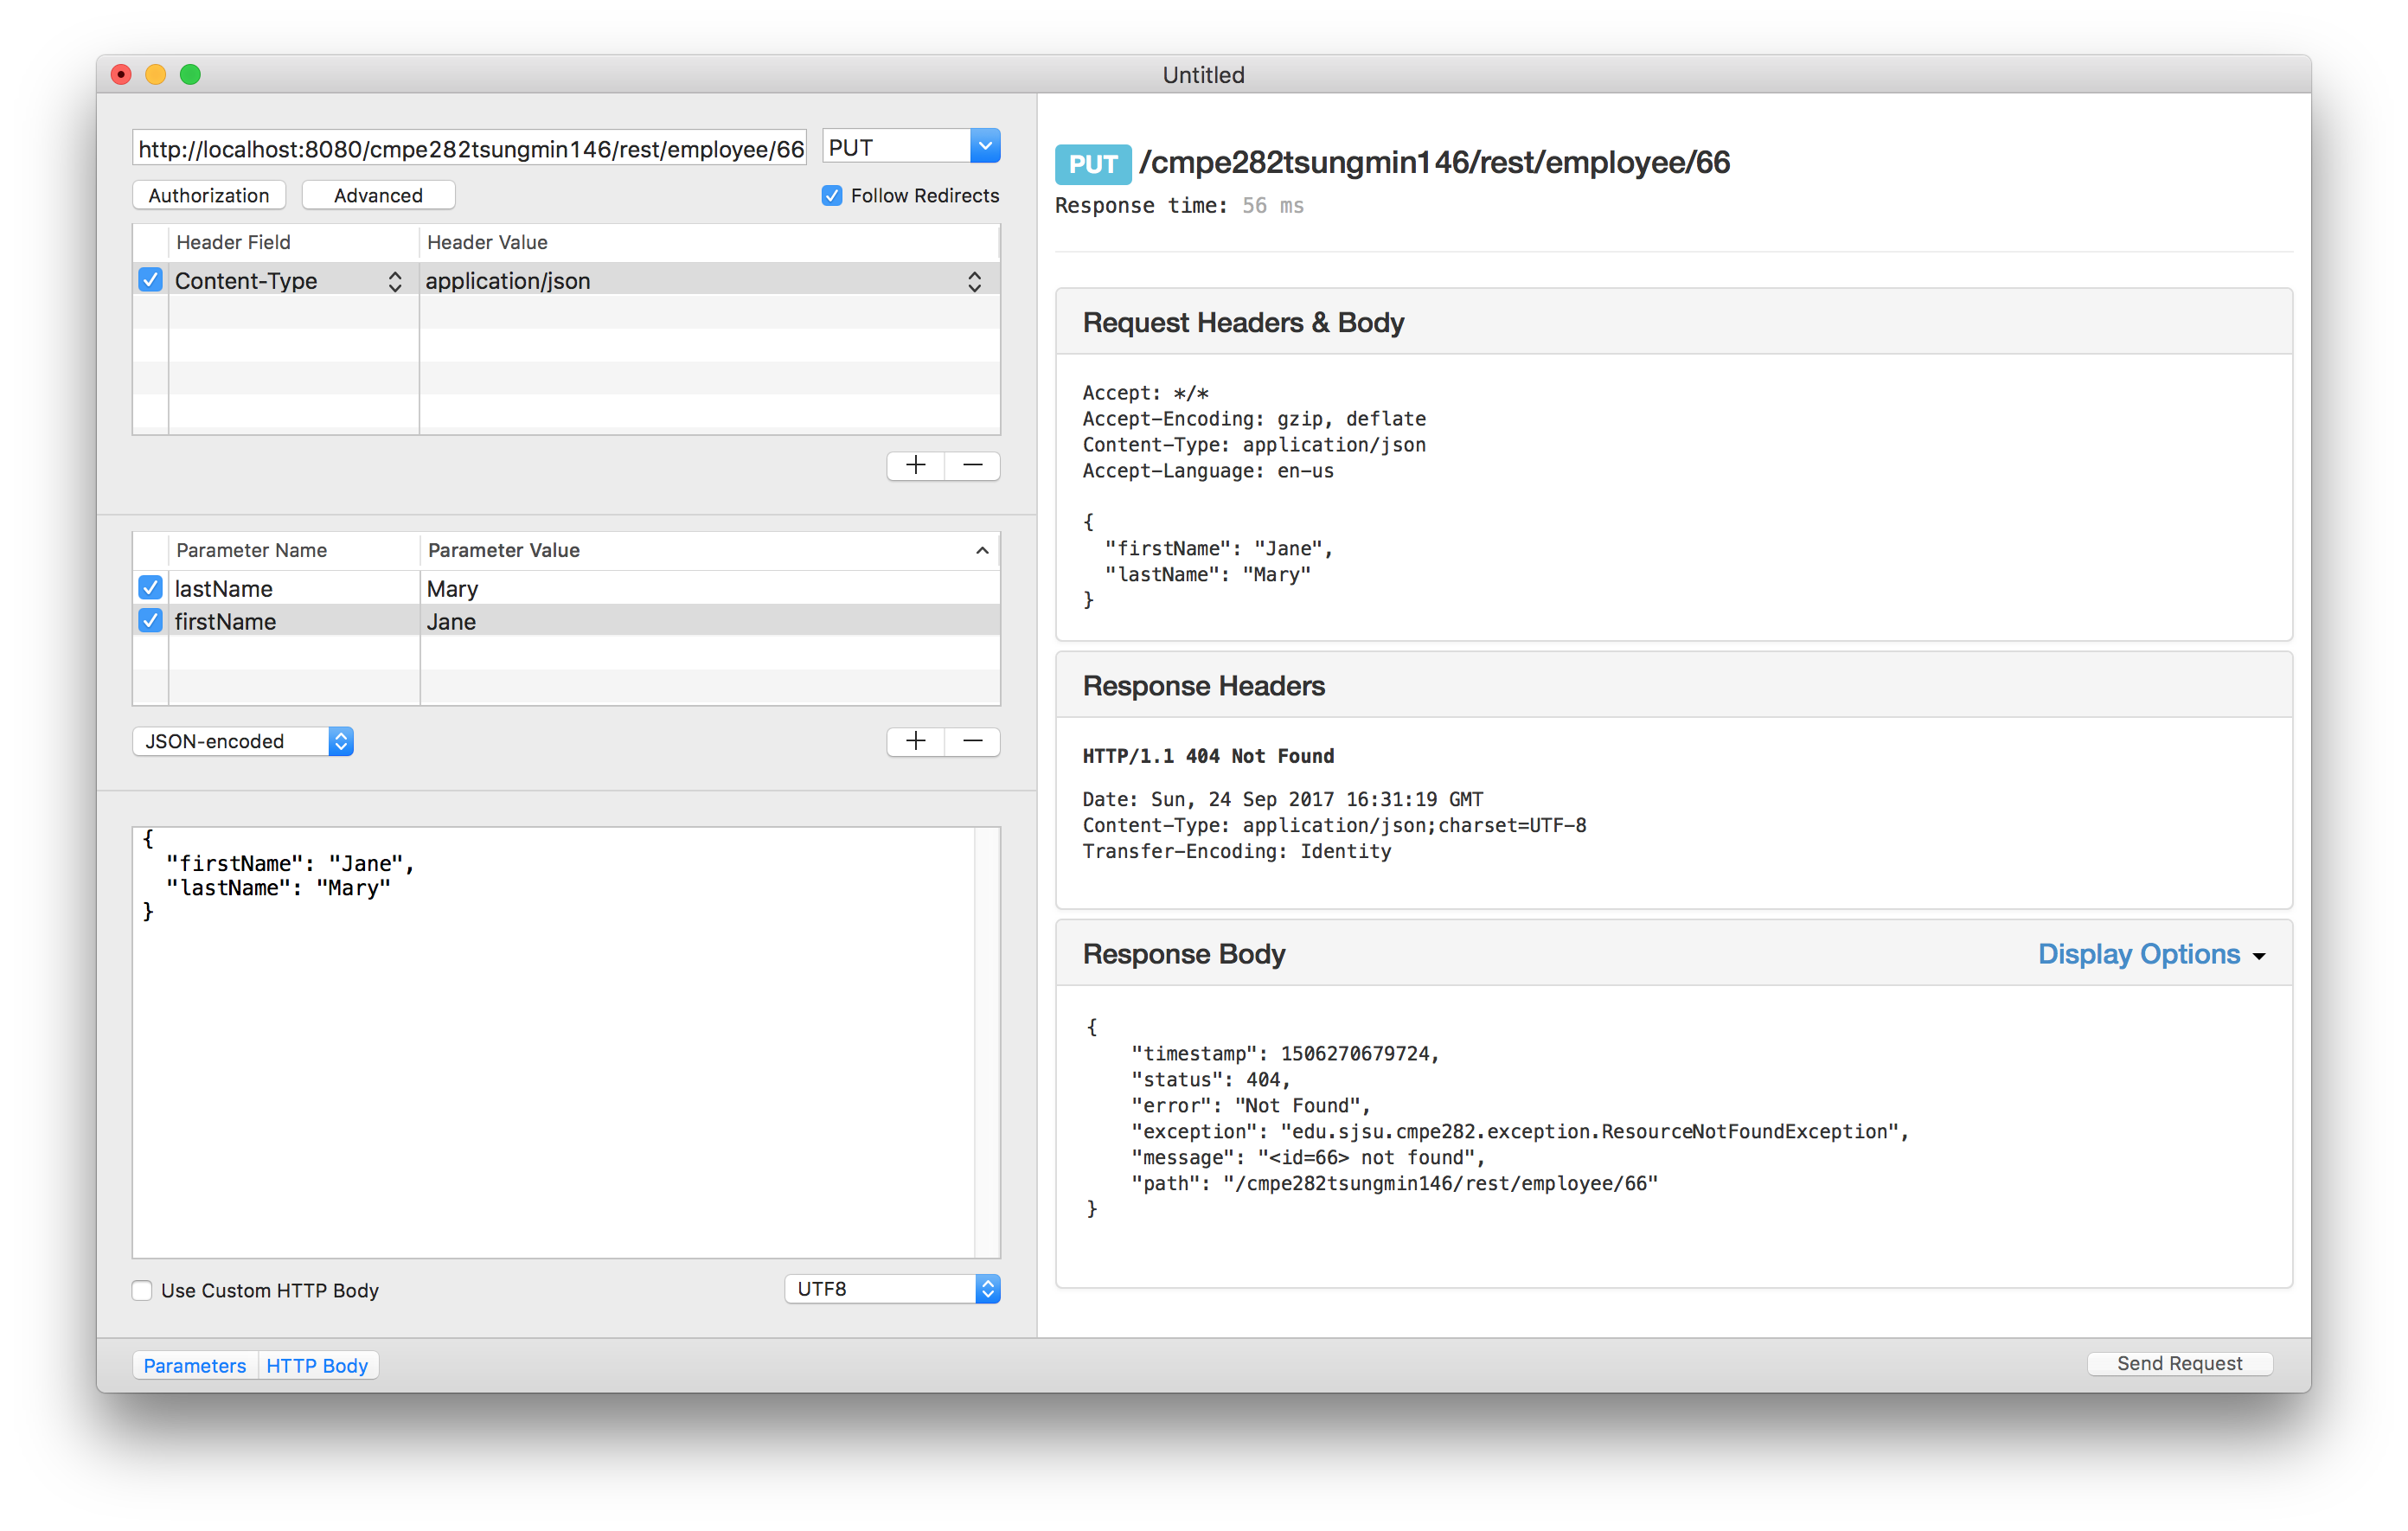 Untitled
http://localhost:8080/cmpe282tsungmin146/rest/employee/66 PUT
Authorization Advanced Follow Redirects
Header Field Header Value
Content-Type application/json
Parameter Name Parameter Value
lastName Mary
firstName Jane
JSON-encoded
{
  "firstName": "Jane",
  "lastName": "Mary"
}
Use Custom HTTP Body UTF8
Parameters HTTP Body
PUT /cmpe282tsungmin146/rest/employee/66
Response time: 56 ms
Request Headers & Body
Accept: */*
Accept-Encoding: gzip, deflate
Content-Type: application/json
Accept-Language: en-us
{
  "firstName": "Jane",
  "lastName": "Mary"
}
Response Headers
HTTP/1.1 404 Not Found
Date: Sun, 24 Sep 2017 16:31:19 GMT
Content-Type: application/json;charset=UTF-8
Transfer-Encoding: Identity
Response Body Display Options
{
    "timestamp": 1506270679724,
    "status": 404,
    "error": "Not Found",
    "exception": "edu.sjsu.cmpe282.exception.ResourceNotFoundException",
    "message": "<id=66> not found",
    "path": "/cmpe282tsungmin146/rest/employee/66"
}
Send Request